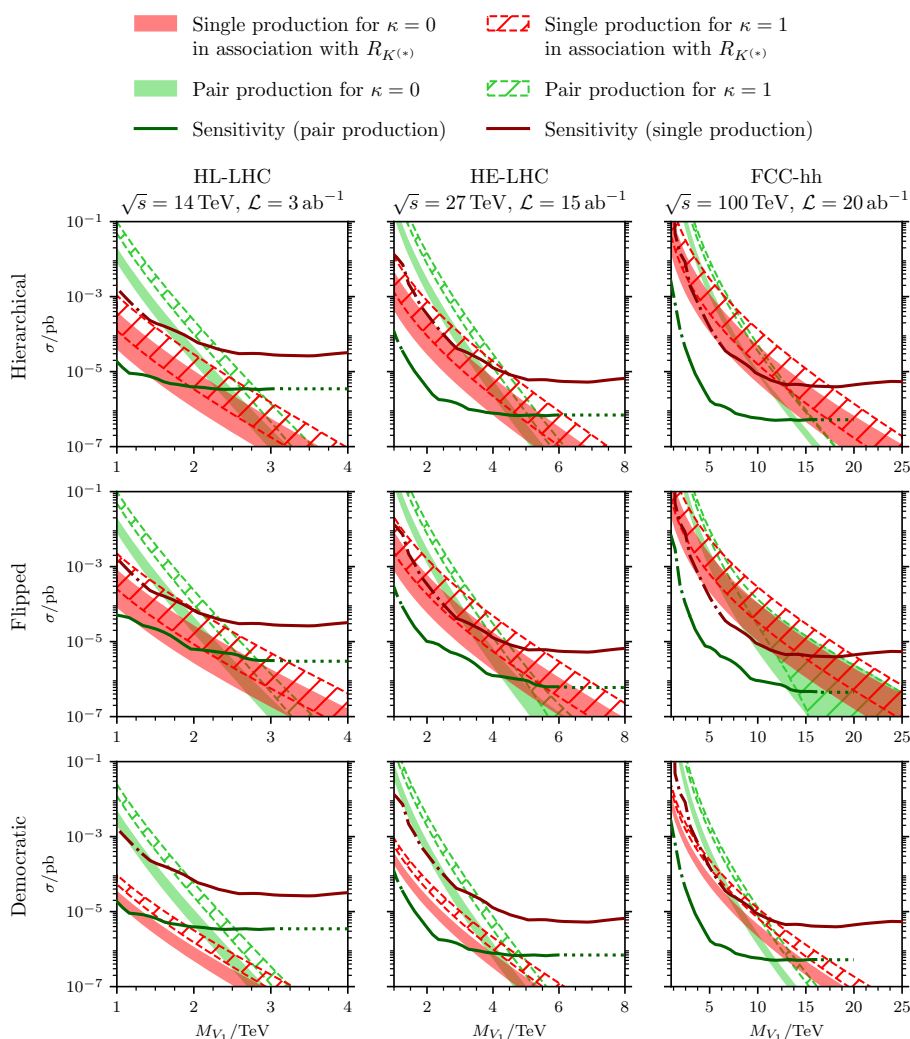 Single production for κ = 0
in association with R_{K^{(*)}}
Single production for κ = 1
in association with R_{K^{(*)}}
Pair production for κ = 0
Pair production for κ = 1
Sensitivity (pair production)
Sensitivity (single production)
HL-LHC
√s = 14 TeV, ℒ = 3 ab⁻¹
HE-LHC
√s = 27 TeV, ℒ = 15 ab⁻¹
FCC-hh
√s = 100 TeV, ℒ = 20 ab⁻¹
Hierarchical
σ/pb
10⁻¹
10⁻³
10⁻⁵
10⁻⁷
1 2 3 4
2 4 6 8
5 10 15 20 25
Flipped
σ/pb
10⁻¹
10⁻³
10⁻⁵
10⁻⁷
1 2 3 4
2 4 6 8
5 10 15 20 25
Democratic
σ/pb
10⁻¹
10⁻³
10⁻⁵
10⁻⁷
1 2 3 4
2 4 6 8
5 10 15 20 25
M_{V₁}/TeV
M_{V₁}/TeV
M_{V₁}/TeV